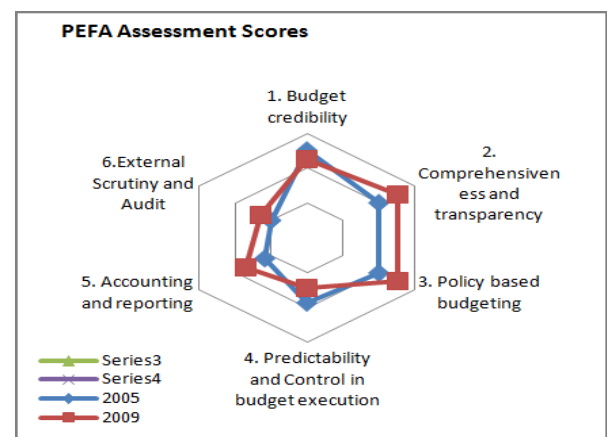 PEFA Assessment Scores
1. Budget
credibility
2.
Comprehensiven
ess and
transparency
3. Policy based
budgeting
4. Predictability
and Control in
budget execution
5. Accounting
and reporting
6.External
Scrutiny and
Audit
Series3
Series4
2005
2009